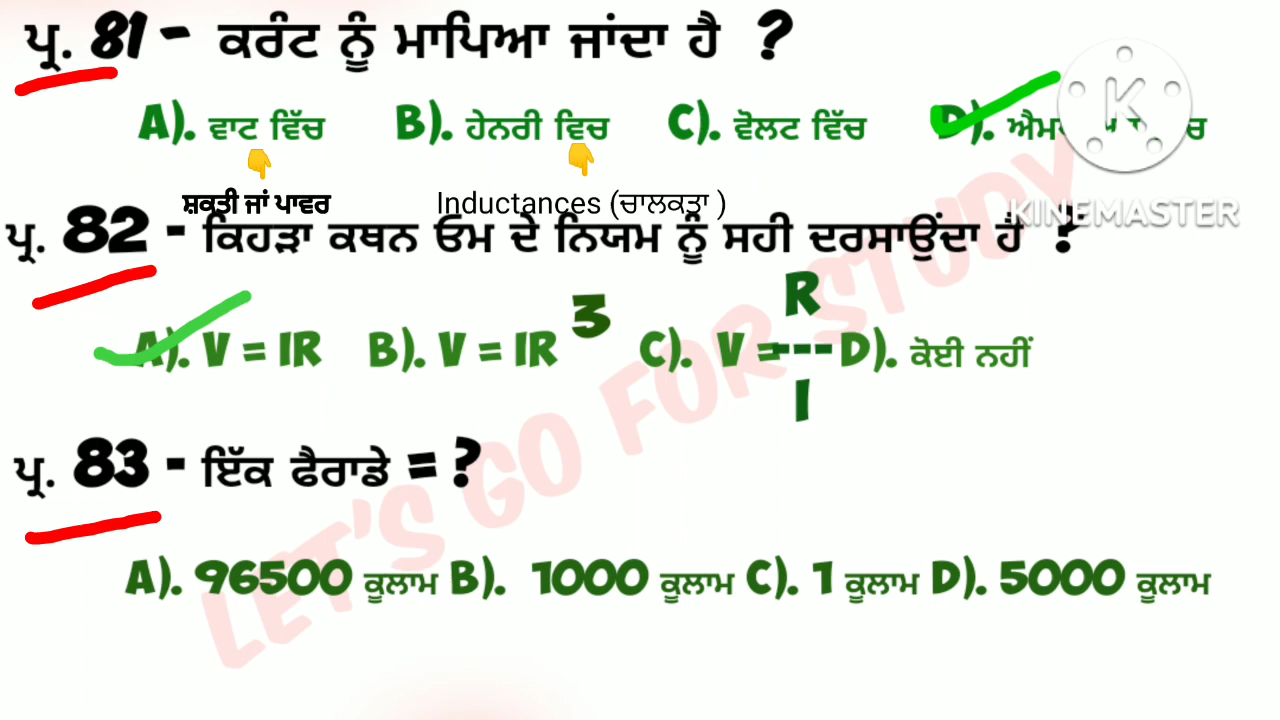 ਪ੍ਰ. 81 - ਕਰੰਟ ਨੂੰ ਮਾਪਿਆ ਜਾਂਦਾ ਹੈ ?
A). ਵਾਟ ਵਿੱਚ B). ਹੇਨਰੀ ਵਿਚ C). ਵੋਲਟ ਵਿੱਚ D).
ਸ਼ਕਤੀ ਜਾਂ ਪਾਵਰ Inductances (ਚਾਲਕਤਾ )
KINEMASTER
ਪ੍ਰ. 82 - ਕਿਹੜਾ ਕਥਨ ਓਮ ਦੇ ਨਿਯਮ ਨੂੰ ਸਹੀ ਦਰਸਾਉਂਦਾ ਹੈ ?
A). V = IR B). V = IR 3 C). V = R --- I D). ਕੋਈ ਨਹੀਂ
ਪ੍ਰ. 83 - ਇੱਕ ਫੈਰਾਡੇ = ?
A). 96500 ਕੂਲਾਮ B). 1000 ਕੂਲਾਮ C). 1 ਕੂਲਾਮ D). 5000 ਕੂਲਾਮ
LET'S GO FOR STUDY